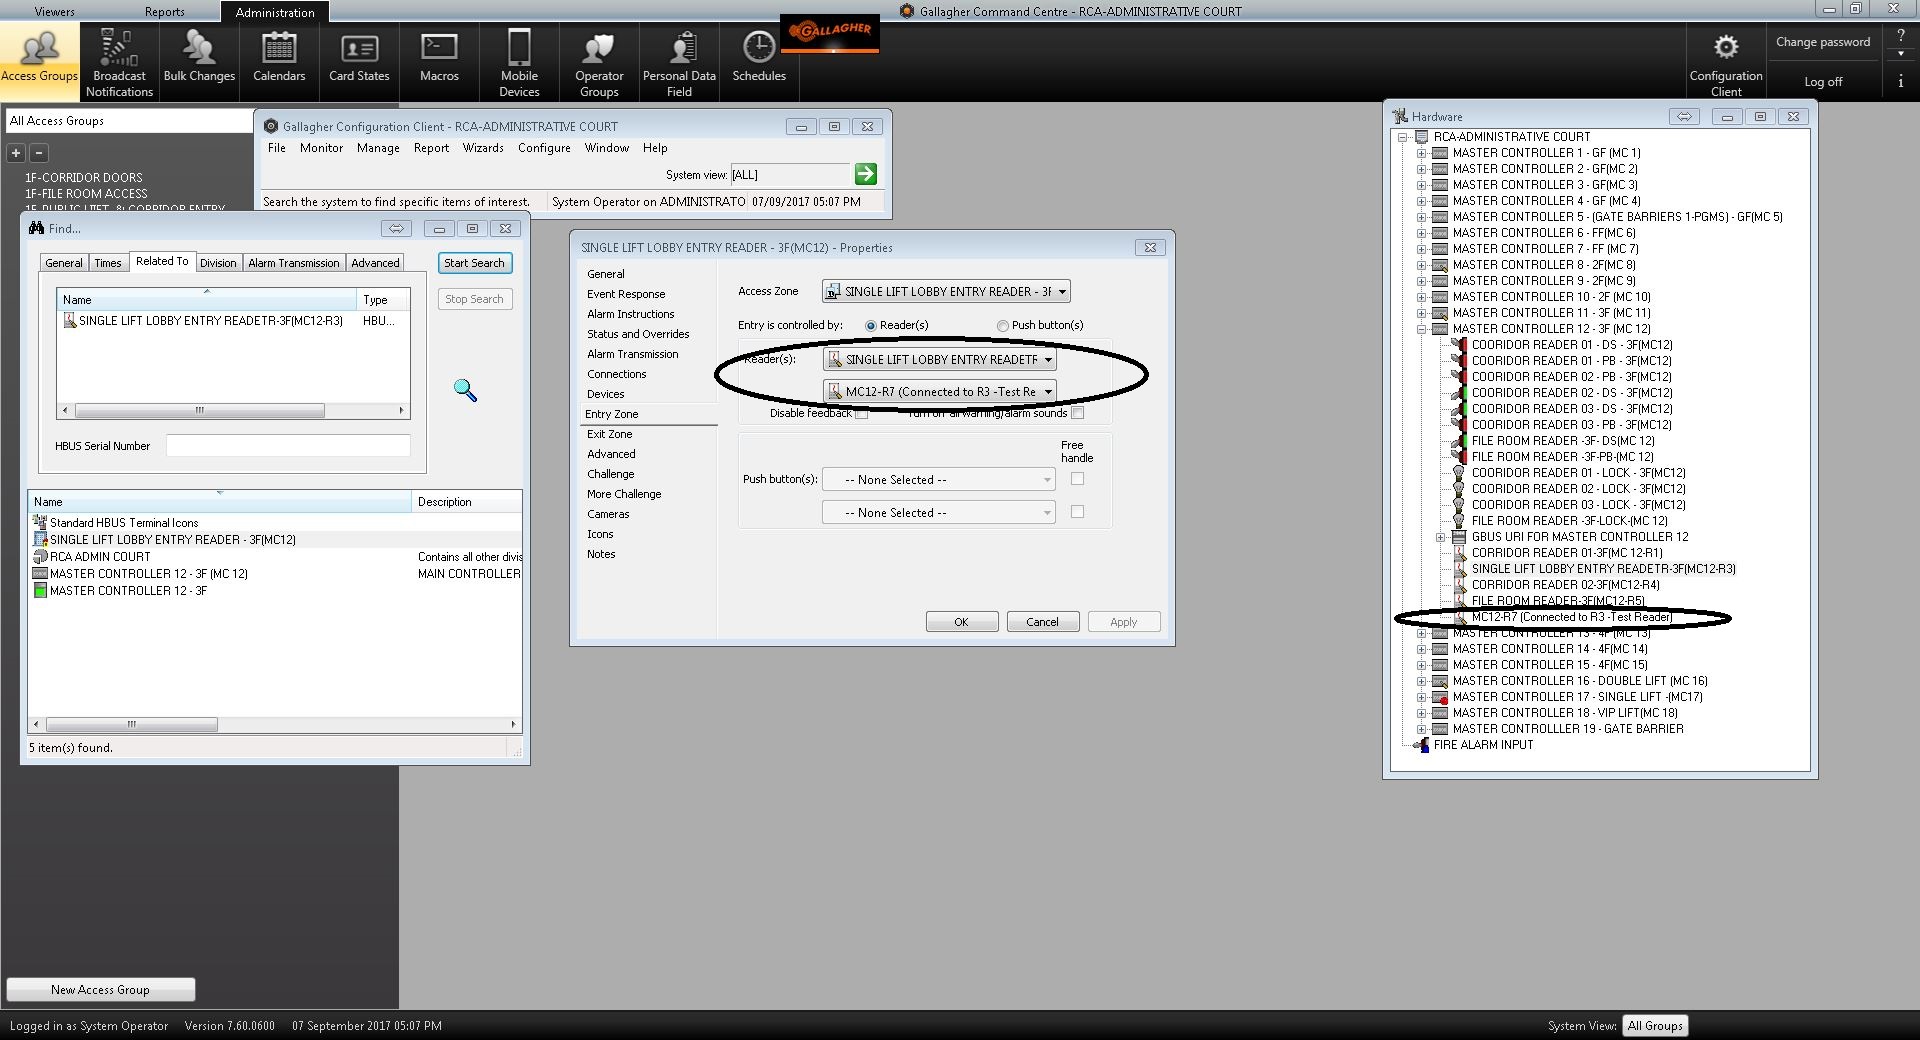 Viewers
Reports
Administration
Gallagher Command Centre - RCA-ADMINISTRATIVE COURT
GALLAGHER
Access Groups
Broadcast Notifications
Bulk Changes
Calendars
Card States
Macros
Mobile Devices
Operator Groups
Personal Data Field
Schedules
Configuration Client
Change password
Log off
?
i
All Access Groups
+ -
1F-CORRIDOR DOORS
1F-FILE ROOM ACCESS
1F-PUBLIC LIFT & CORRIDOR ENTRY
Gallagher Configuration Client - RCA-ADMINISTRATIVE COURT
File Monitor Manage Report Wizards Configure Window Help
System view: [ALL]
Search the system to find specific items of interest.
System Operator on ADMINISTRATO
07/09/2017 05:07 PM
Find...
General Times Related To Division Alarm Transmission Advanced
Start Search
Stop Search
Name Type
SINGLE LIFT LOBBY ENTRY READETR-3F(MC12-R3) HBU...
HBUS Serial Number
Name Description
Standard HBUS Terminal Icons
SINGLE LIFT LOBBY ENTRY READER - 3F(MC12)
RCA ADMIN COURT Contains all other divis
MASTER CONTROLLER 12 - 3F (MC 12) MAIN CONTROLLER
MASTER CONTROLLER 12 - 3F
5 item(s) found.
SINGLE LIFT LOBBY ENTRY READER - 3F(MC12) - Properties
General
Event Response
Alarm Instructions
Status and Overrides
Alarm Transmission
Connections
Devices
Entry Zone
Exit Zone
Advanced
Challenge
More Challenge
Cameras
Icons
Notes
Access Zone SINGLE LIFT LOBBY ENTRY READER - 3F
Entry is controlled by: Reader(s) Push button(s)
Reader(s): SINGLE LIFT LOBBY ENTRY READETF
MC12-R7 (Connected to R3 -Test Re
Disable feedback Turn off all warning/alarm sounds
Free handle
Push button(s): -- None Selected --
-- None Selected --
OK Cancel Apply
Hardware
RCA-ADMINISTRATIVE COURT
MASTER CONTROLLER 1 - GF (MC 1)
MASTER CONTROLLER 2 - GF(MC 2)
MASTER CONTROLLER 3 - GF(MC 3)
MASTER CONTROLLER 4 - GF (MC 4)
MASTER CONTROLLER 5 - (GATE BARRIERS 1-PGMS) - GF(MC 5)
MASTER CONTROLLER 6 - FF(MC 6)
MASTER CONTROLLER 7 - FF (MC 7)
MASTER CONTROLLER 8 - 2F(MC 8)
MASTER CONTROLLER 9 - 2F(MC 9)
MASTER CONTROLLER 10 - 2F (MC 10)
MASTER CONTROLLER 11 - 3F (MC 11)
MASTER CONTROLLER 12 - 3F (MC 12)
COORIDOR READER 01 - DS - 3F(MC12)
COORIDOR READER 01 - PB - 3F(MC12)
COORIDOR READER 02 - PB - 3F(MC12)
COORIDOR READER 02 - DS - 3F(MC12)
COORIDOR READER 03 - DS - 3F(MC12)
COORIDOR READER 03 - PB - 3F(MC12)
FILE ROOM READER -3F- DS(MC 12)
FILE ROOM READER -3F-PB-(MC 12)
COORIDOR READER 01 - LOCK - 3F(MC12)
COORIDOR READER 02 - LOCK - 3F(MC12)
COORIDOR READER 03 - LOCK - 3F(MC12)
FILE ROOM READER -3F-LOCK-(MC 12)
GBUS URI FOR MASTER CONTROLLER 12
CORRIDOR READER 01-3F(MC 12-R1)
SINGLE LIFT LOBBY ENTRY READETR-3F(MC12-R3)
CORRIDOR READER 02-3F(MC12-R4)
FILE ROOM READER-3F(MC12-R5)
MC12-R7 (Connected to R3 -Test Reader)
MASTER CONTROLLER 13 - 4F (MC 13)
MASTER CONTROLLER 14 - 4F(MC 14)
MASTER CONTROLLER 15 - 4F(MC 15)
MASTER CONTROLLER 16 - DOUBLE LIFT (MC 16)
MASTER CONTROLLER 17 - SINGLE LIFT -(MC17)
MASTER CONTROLLER 18 - VIP LIFT(MC 18)
MASTER CONTROLLLER 19 - GATE BARRIER
FIRE ALARM INPUT
New Access Group
Logged in as System Operator Version 7.60.0600 07 September 2017 05:07 PM
System View: All Groups